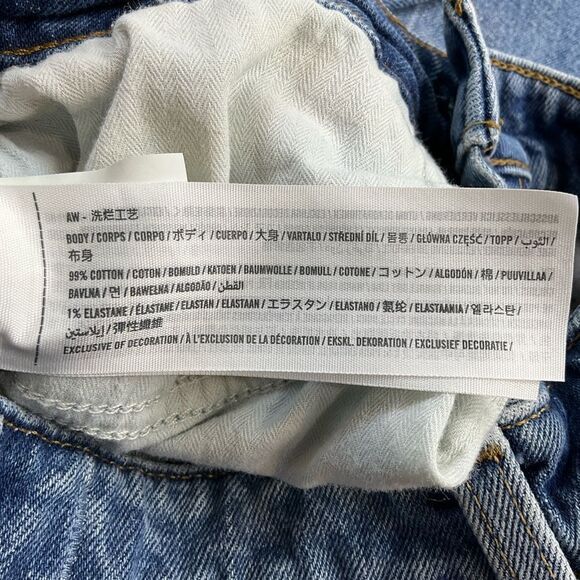 AW - 洗烂工艺
BODY / CORPS / CORPO / ボディ / CUERPO / 大身 / VARTALO / STŘEDNÍ DÍL / 몸통 / GŁÓWNA CZĘŚĆ / TOPP / الثوب /
布身
99% COTTON / COTON / BOMULD / KATOEN / BAUMWOLLE / BOMULL / COTONE / コットン / ALGODÓN / 棉 / PUUVILLAA /
BAVLNA / 면 / BAWEŁNA / ALGODÃO / القطن /
1% ELASTANE / ÉLASTANE / ELASTAN / ELASTAAN / エラスタン / ELASTANO / 氨纶 / ELASTAANIA / 엘라스탄 /
إيلاستين / 彈性纖維
EXCLUSIVE OF DECORATION / À L'EXCLUSION DE LA DÉCORATION / EKSKL. DEKORATION / EXCLUSIEF DECORATIE /